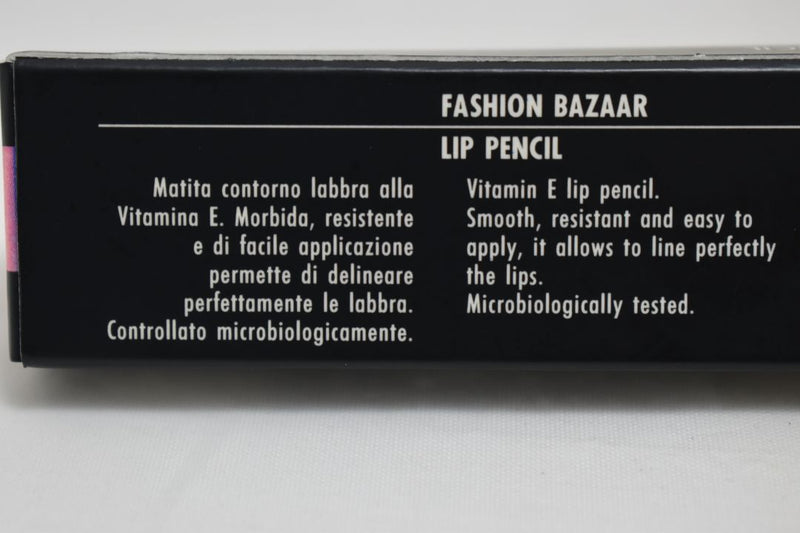 FASHION BAZAAR
LIP PENCIL
Matita contorno labbra alla
Vitamina E. Morbida, resistente
e di facile applicazione
permette di delineare
perfettamente le labbra.
Controllato microbiologicamente.
Vitamin E lip pencil.
Smooth, resistant and easy to
apply, it allows to line perfectly
the lips.
Microbiologically tested.